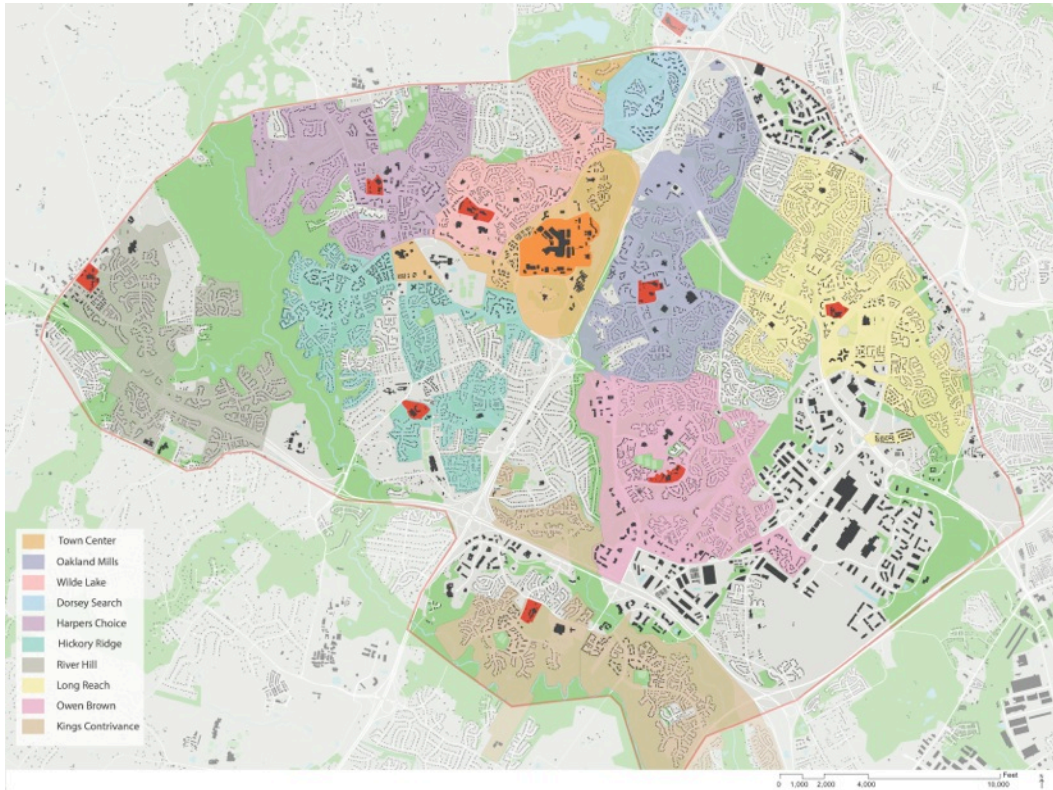 Town Center
Oakland Mills
Wilde Lake
Dorsey Search
Harpers Choice
Hickory Ridge
River Hill
Long Reach
Owen Brown
Kings Contrivance
Feet
0 1,000 2,000 4,000 10,000